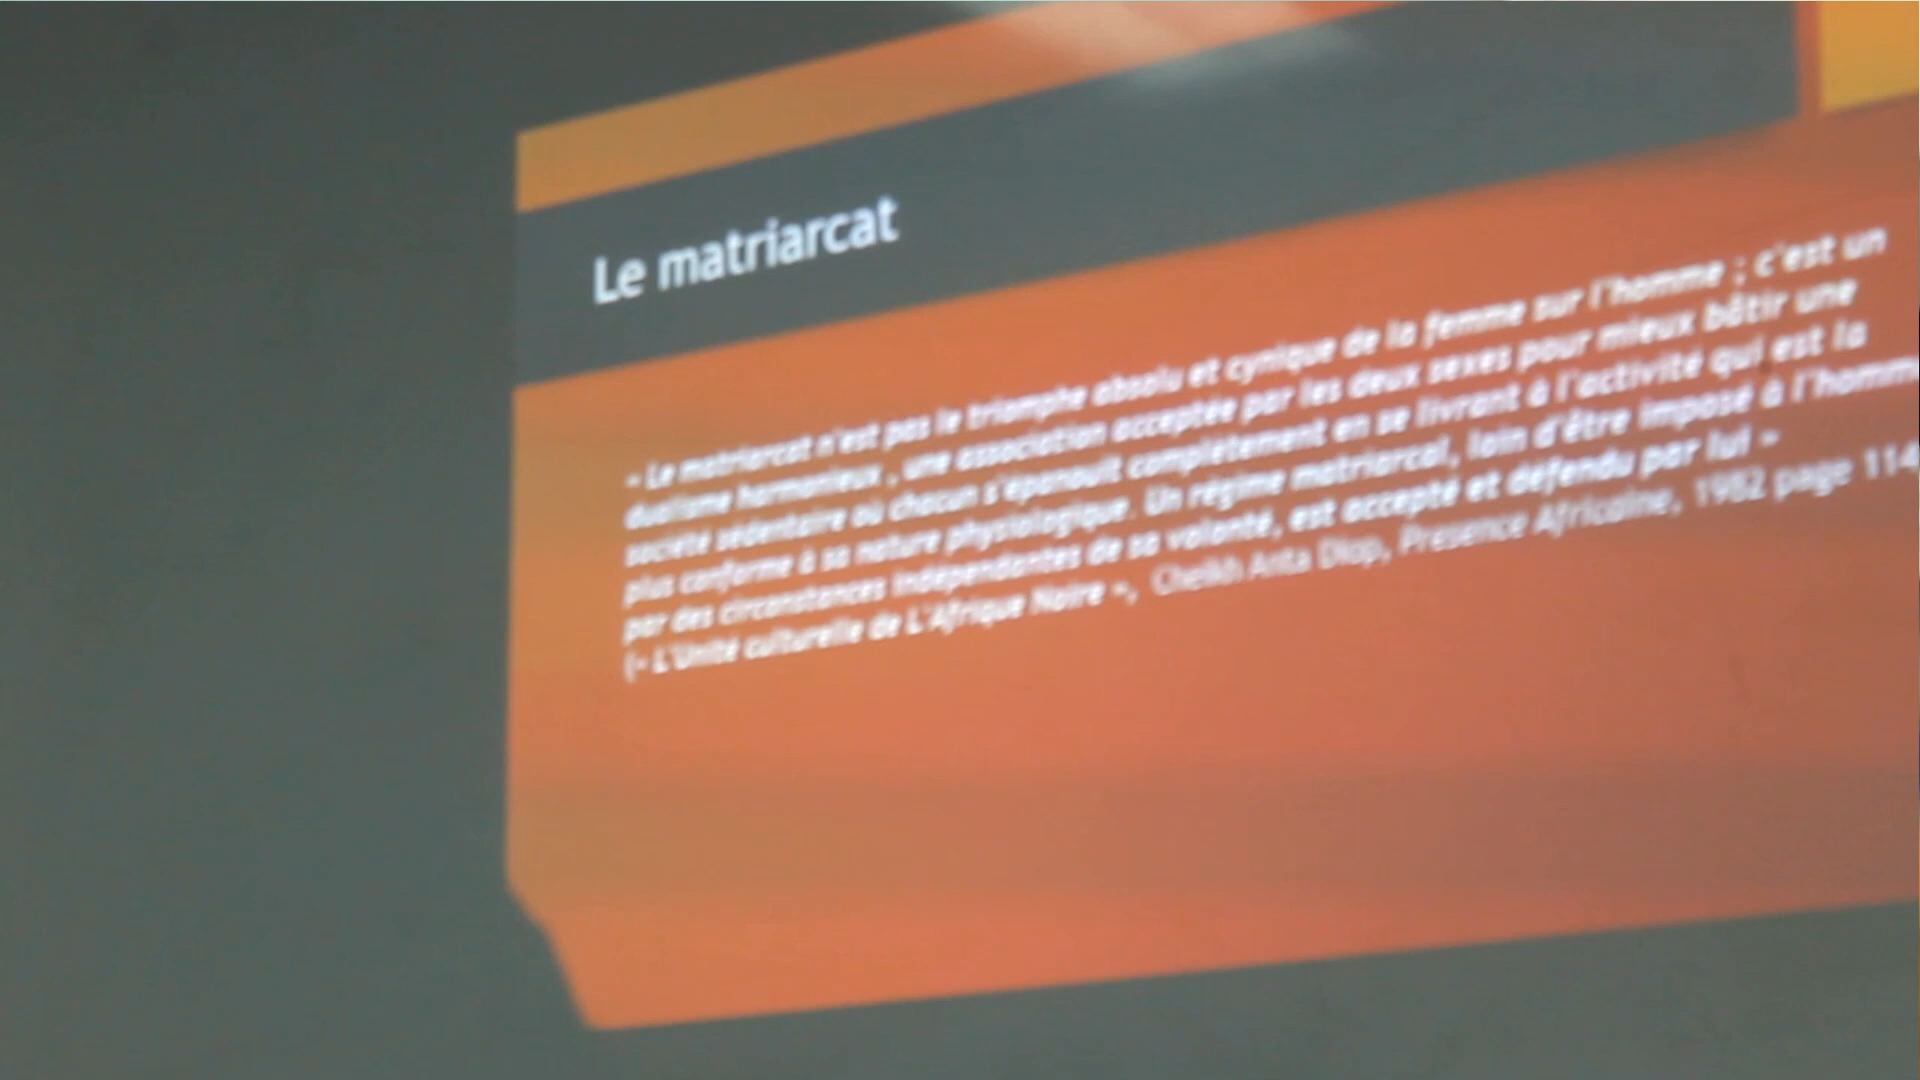 Le matriarcat
« Le matriarcat n'est pas le triomphe absolu et cynique de la femme sur l'homme ; c'est un
dualisme harmonieux , une association acceptée par les deux sexes pour mieux bâtir une
société sédentaire où chacun s'épanouit complètement en se livrant à l'activité qui est la
plus conforme à sa nature physiologique. Un régime matriarcal, loin d'être imposé à l'homme
par des circonstances indépendantes de sa volonté, est accepté et défendu par lui »
(« L'Unité culturelle de L'Afrique Noire », Cheikh Anta Diop, Presence Africaine, 1982 page 114